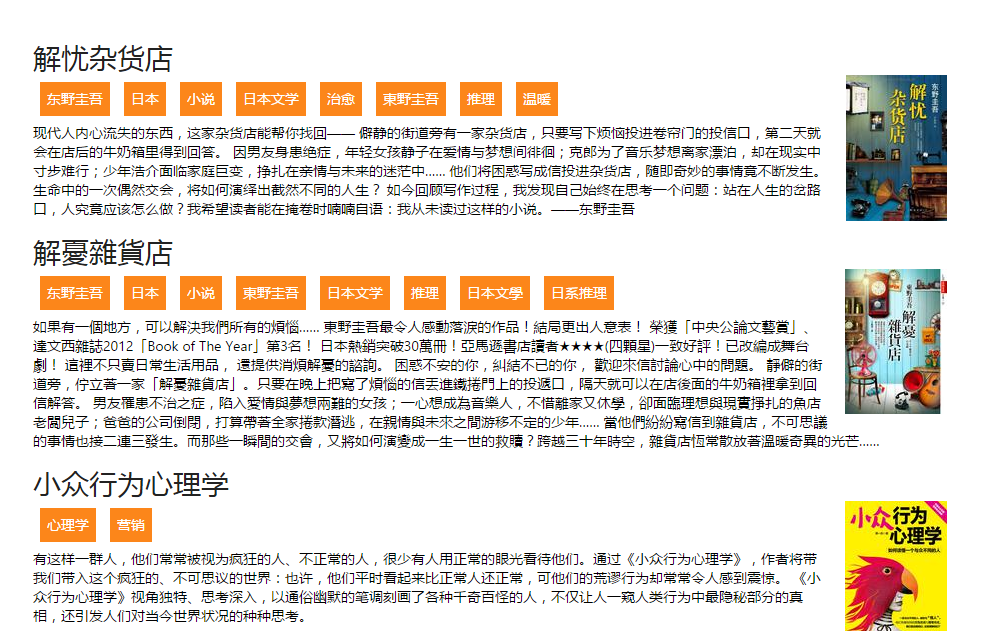 解忧杂货店
东野圭吾 日本 小说 日本文学 治愈 東野圭吾 推理 温暖
现代人内心流失的东西，这家杂货店能帮你找回—— 僻静的街道旁有一家杂货店，只要写下烦恼投进卷帘门的投信口，第二天就
会在店后的牛奶箱里得到回答。 因男友身患绝症，年轻女孩静子在爱情与梦想间徘徊；克郎为了音乐梦想离家漂泊，却在现实中
寸步难行；少年浩介面临家庭巨变，挣扎在亲情与未来的迷茫中…… 他们将困惑写成信投进杂货店，随即奇妙的事情竟不断发生。
生命中的一次偶然交会，将如何演绎出截然不同的人生？ 如今回顾写作过程，我发现自己始终在思考一个问题：站在人生的岔路
口，人究竟应该怎么做？我希望读者能在掩卷时喃喃自语：我从未读过这样的小说。——东野圭吾
东野圭吾
解忧
杂货店
解憂雜貨店
东野圭吾 日本 小说 東野圭吾 日本文学 推理 日本文學 日系推理
如果有一個地方，可以解決我們所有的煩惱…… 東野圭吾最令人感動落淚的作品！結局更出人意表！ 榮獲「中央公論文藝賞」、
達文西雜誌2012「Book of The Year」第3名！ 日本熱銷突破30萬冊！亞馬遜書店讀者★★★★(四顆星)一致好評！已改編成舞台
劇！ 這裡不只賣日常生活用品， 還提供消煩解憂的諮詢。 困惑不安的你，糾結不已的你， 歡迎來信討論心中的問題。 靜僻的街
道旁，佇立著一家「解憂雜貨店」。只要在晚上把寫了煩惱的信丟進鐵捲門上的投遞口，隔天就可以在店後面的牛奶箱裡拿到回
信解答。 男友罹患不治之症，陷入愛情與夢想兩難的女孩；一心想成為音樂人，不惜離家又休學，卻面臨理想與現實掙扎的魚店
老闆兒子；爸爸的公司倒閉，打算帶著全家捲款潛逃，在親情與未來之間游移不定的少年…… 當他們紛紛寫信到雜貨店，不可思議
的事情也接二連三發生。而那些一瞬間的交會，又將如何演變成一生一世的救贖？跨越三十年時空，雜貨店恆常散放著溫暖奇異的光芒……
東野圭吾
解憂
雜貨店
小众行为心理学
心理学 营销
有这样一群人，他们常常被视为疯狂的人、不正常的人，很少有人用正常的眼光看待他们。通过《小众行为心理学》，作者将带
我们带入这个疯狂的、不可思议的世界：也许，他们平时看起来比正常人还正常，可他们的荒谬行为却常常令人感到震惊。 《小
众行为心理学》视角独特、思考深入，以通俗幽默的笔调刻画了各种千奇百怪的人，不仅让人一窥人类行为中最隐秘部分的真
相，还引发人们对当今世界状况的种种思考。
小众行为
心理学
如何读懂一个与众不同的人